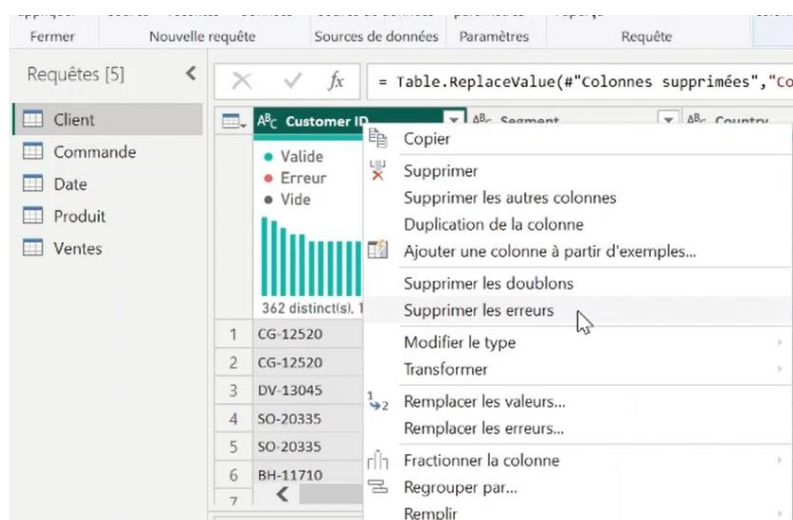 Fermer Nouvelle requête Sources de données Paramètres Requête
Requêtes [5]
fx = Table.ReplaceValue(#"Colonnes supprimées","Co
Client
Commande
Date
Produit
Ventes
ABC Customer ID ABC Segment ABC Country
Valide
Erreur
Vide
362 distinct(s), 1
1 CG-12520
2 CG-12520
3 DV-13045
4 SO-20335
5 SO-20335
6 BH-11710
7
Copier
Supprimer
Supprimer les autres colonnes
Duplication de la colonne
Ajouter une colonne à partir d'exemples...
Supprimer les doublons
Supprimer les erreurs
Modifier le type
Transformer
Remplacer les valeurs...
Remplacer les erreurs...
Fractionner la colonne
Regrouper par...
Remplir